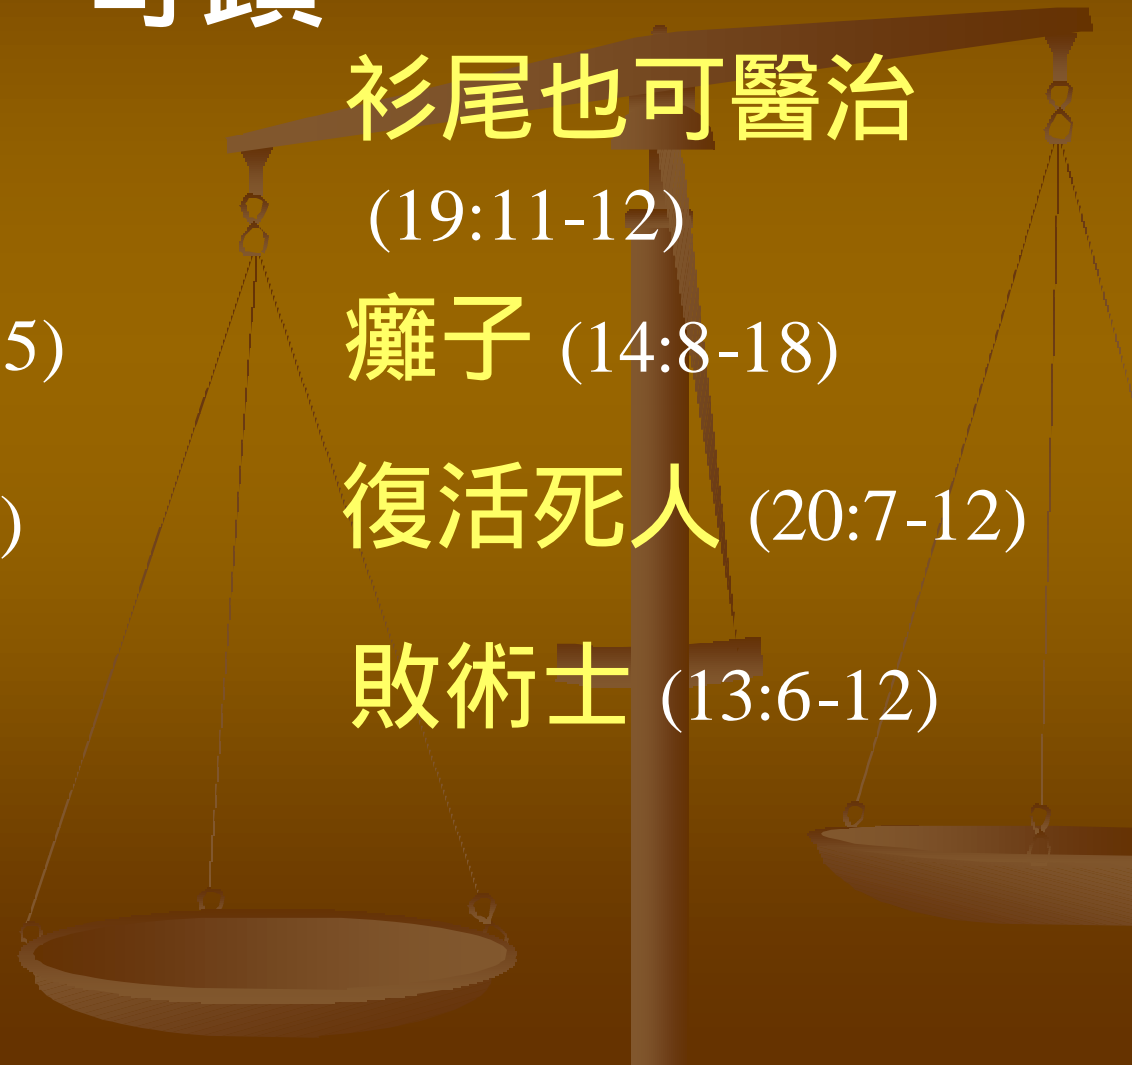 衫尾也可醫治
(19:11-12)
5)
癱子 (14:8-18)
)
復活死人 (20:7-12)
敗術士 (13:6-12)